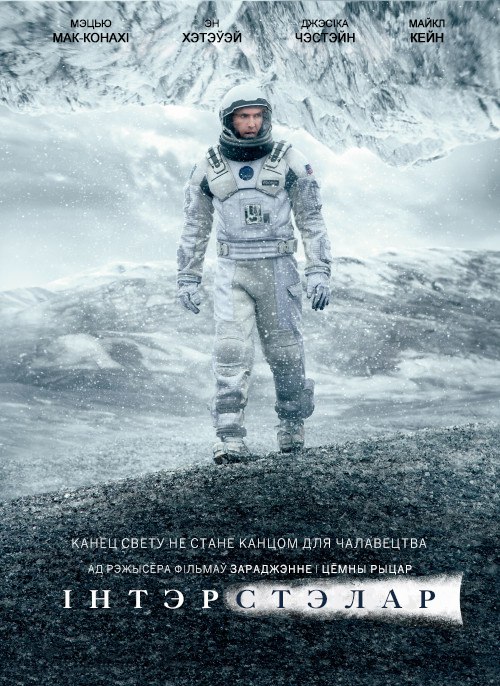 МЭЦЬЮ ЭН ДЖЭСІКА МАЙКЛ
МАК-КОНАХІ ХЭТЭЎЭЙ ЧЭСТЭЙН КЕЙН
КАНЕЦ СВЕТУ НЕ СТАНЕ КАНЦОМ ДЛЯ ЧАЛАВЕЦТВА
АД РЭЖЫСЁРА ФІЛЬМАЎ ЗАРАДЖЭННЕ І ЦЁМНЫ РЫЦАР
ІНТЭРСТЭЛАР